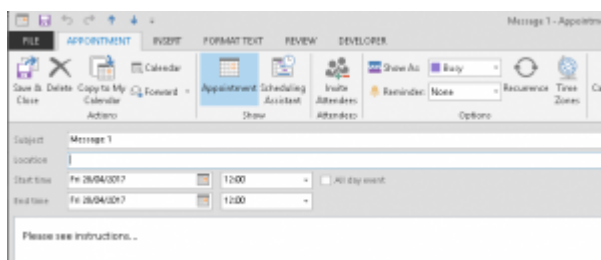 Message 1 - Appointme
FILE APPOINTMENT INSERT FORMAT TEXT REVIEW DEVELOPER
Save & Close
Delete
Copy to My Calendar
Calendar
Forward
Actions
Appointment
Scheduling Assistant
Show
Invite Attendees
Attendees
Show As: Busy
Reminder: None
Recurrence
Time Zones
Options
Ca
Subject Message 1
Location
Start time Fri 28/04/2017 12:00 All day event
End time Fri 28/04/2017 12:00
Please see instructions...